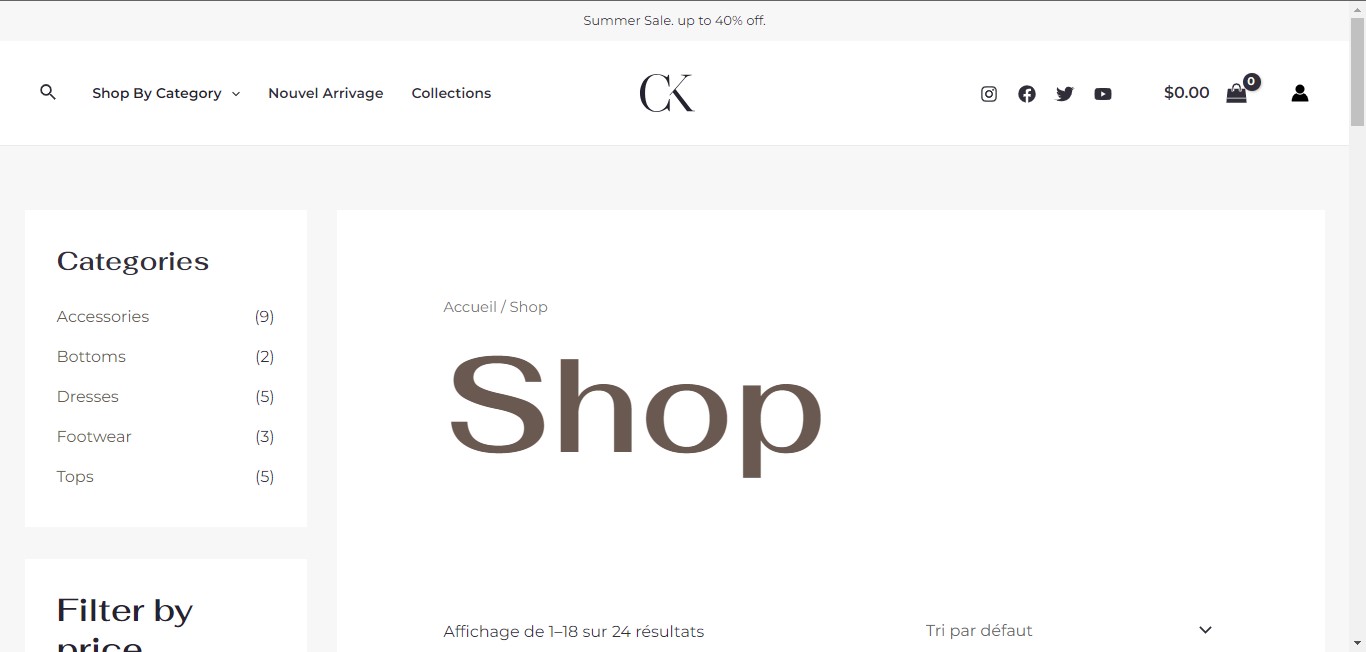 Summer Sale. up to 40% off.
Shop By Category
Nouvel Arrivage
Collections
CK
$0.00
0
Categories
Accessories (9)
Bottoms (2)
Dresses (5)
Footwear (3)
Tops (5)
Filter by
price
Accueil / Shop
Shop
Affichage de 1–18 sur 24 résultats
Tri par défaut